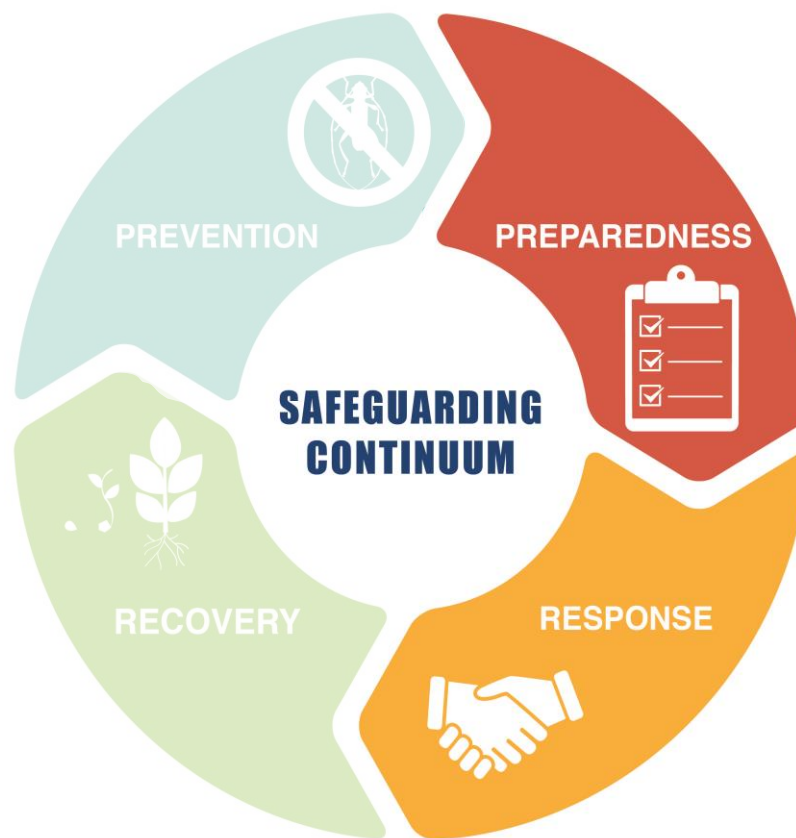 PREVENTION
PREPAREDNESS
SAFEGUARDING
CONTINUUM
RECOVERY
RESPONSE